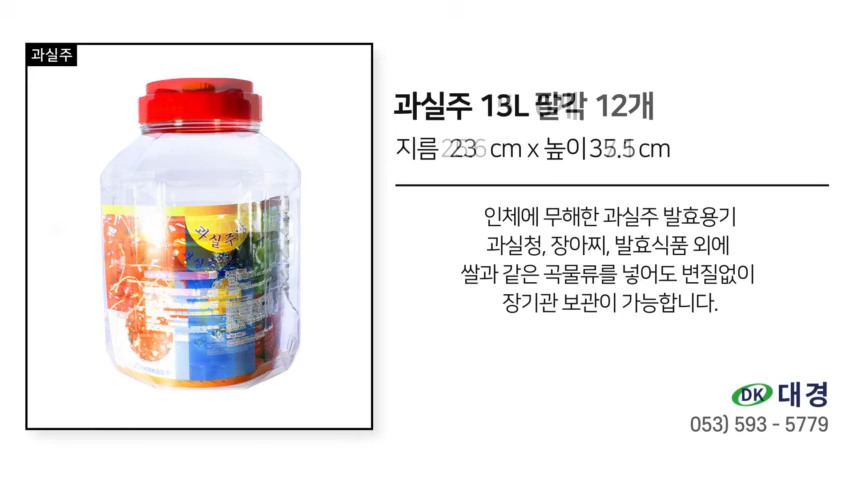 과실주
과실주 13L 12개
지름 cm x 높이 35.5 cm
인체에 무해한 과실주 발효용기
과실청, 장아찌, 발효식품 외에
쌀과 같은 곡물류를 넣어도 변질없이
장기관 보관이 가능합니다.
과실주
DK 대경
053) 593 - 5779